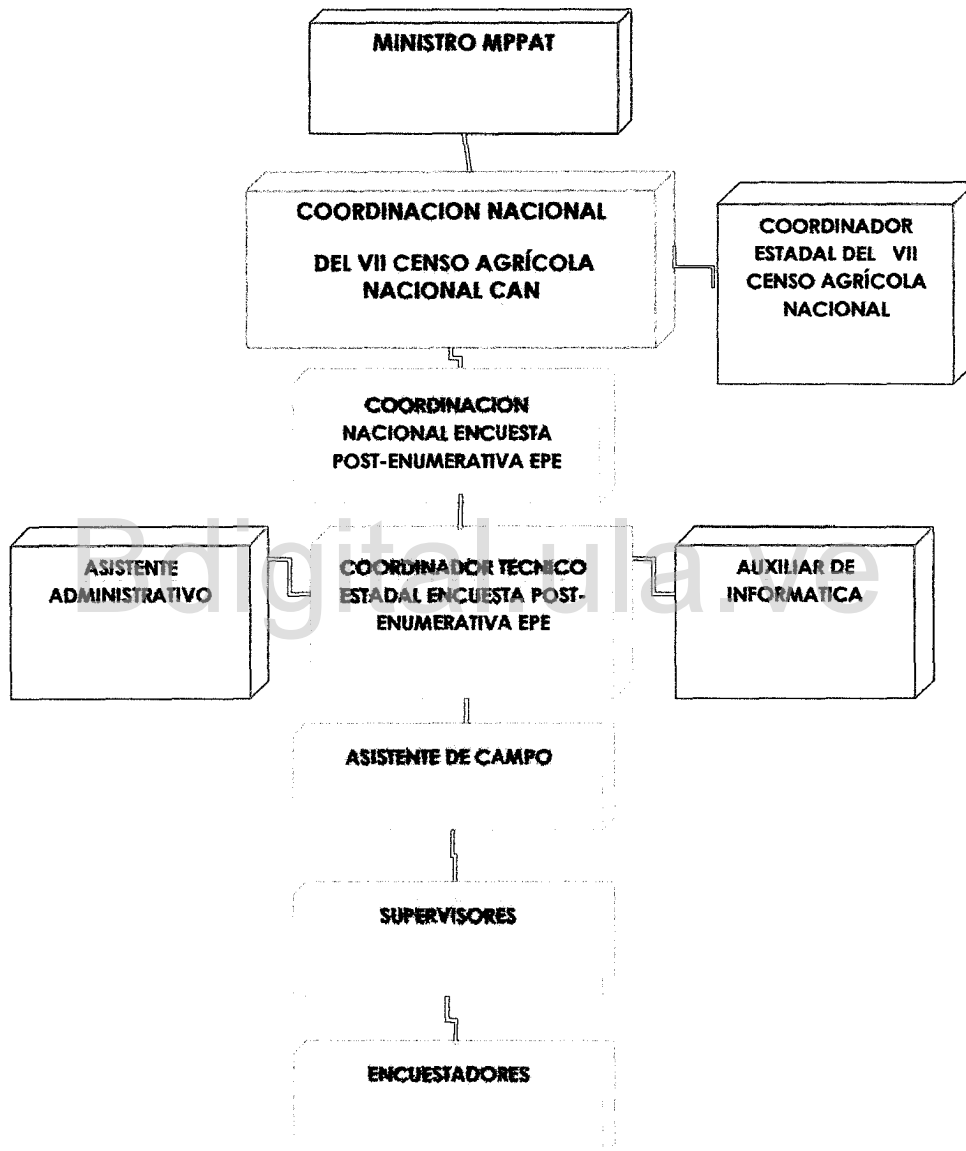 MINISTRO MPPAT
COORDINACION NACIONAL
DEL VII CENSO AGRÍCOLA
NACIONAL CAN
COORDINADOR
ESTADAL DEL VII
CENSO AGRÍCOLA
NACIONAL
COORDINACION
NACIONAL ENCUESTA
POST-ENUMERATIVA EPE
ASISTENTE
ADMINISTRATIVO
COORDINADOR TECNICO
ESTADAL ENCUESTA POST-
ENUMERATIVA EPE
AUXILIAR DE
INFORMATICA
Bdigital.ula.ve
ASISTENTE DE CAMPO
SUPERVISORES
ENCUESTADORES